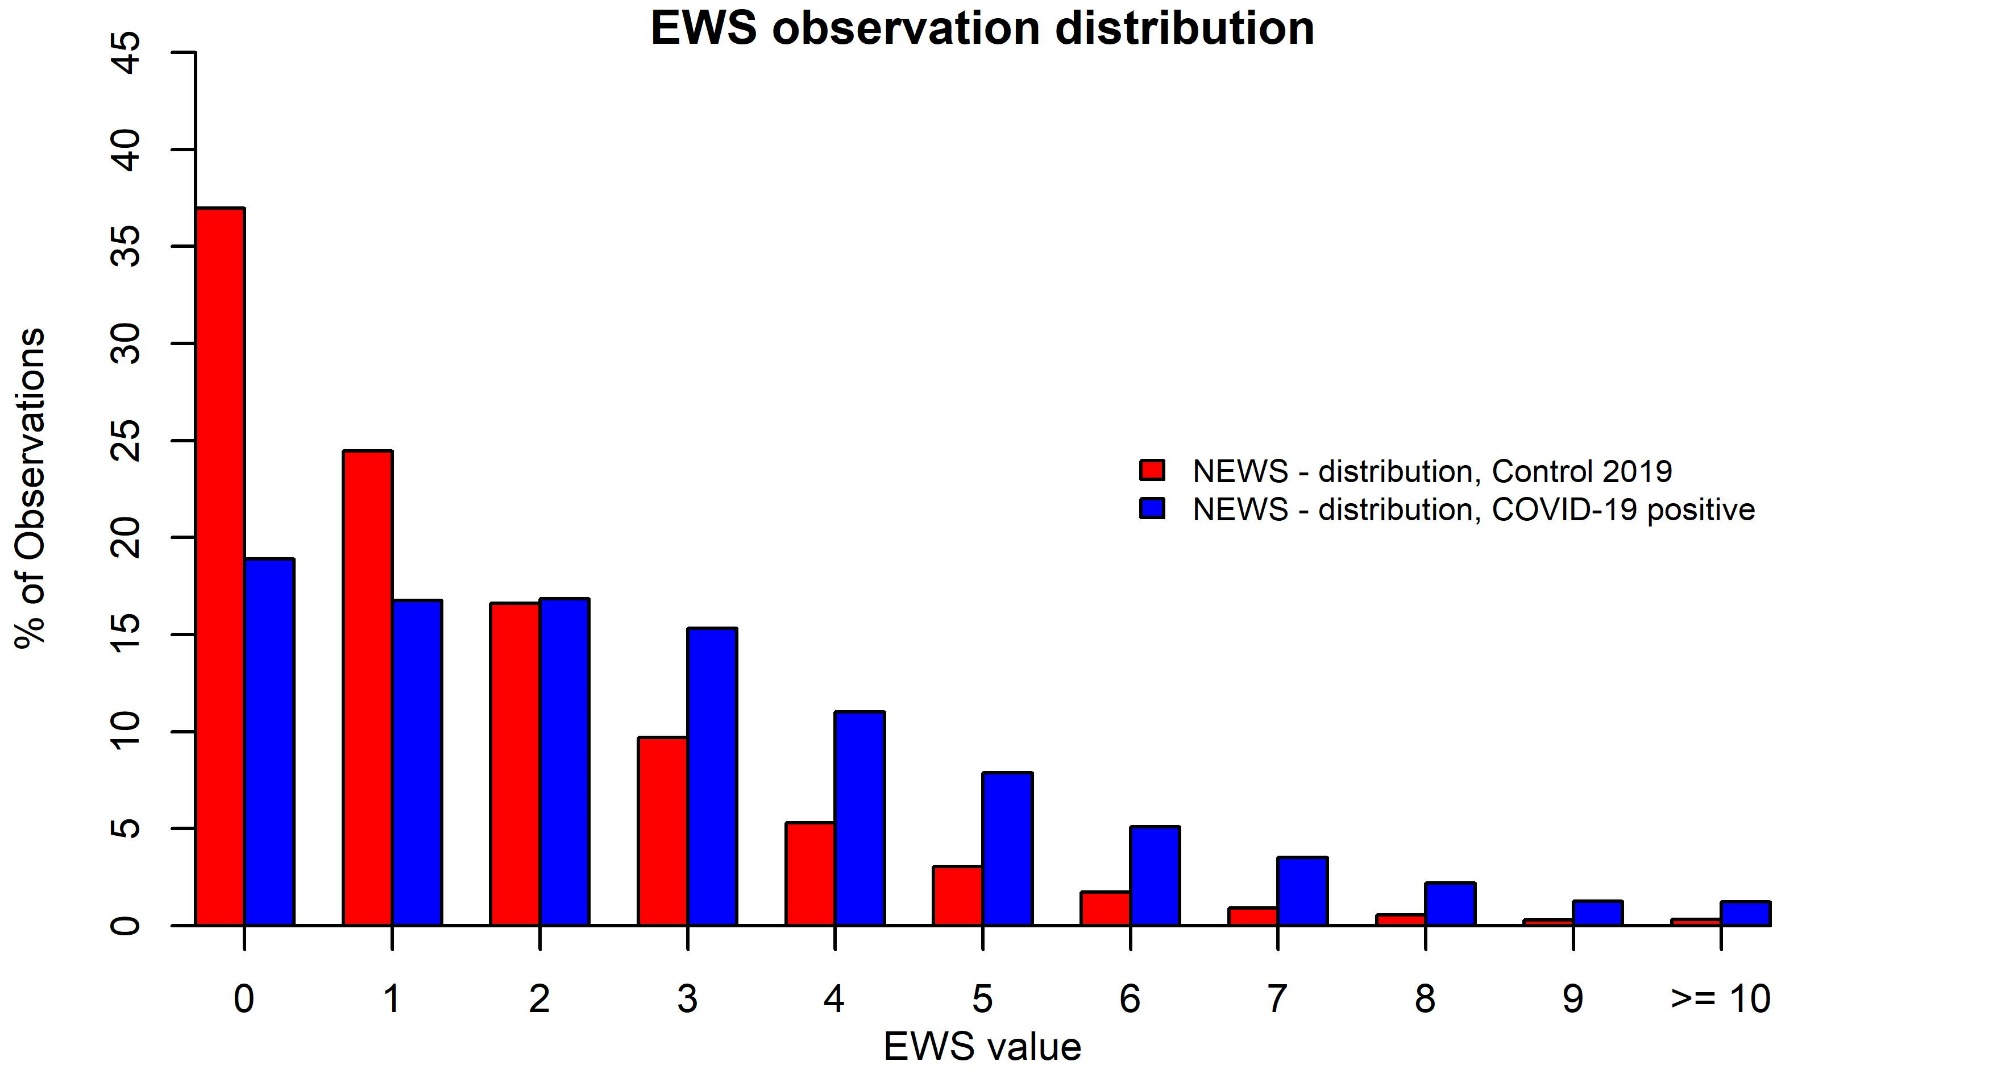 EWS observation distribution
45
40
35
30
25
20
15
10
5
0
% of Observations
NEWS - distribution, Control 2019
NEWS - distribution, COVID-19 positive
0 1 2 3 4 5 6 7 8 9 >= 10
EWS value